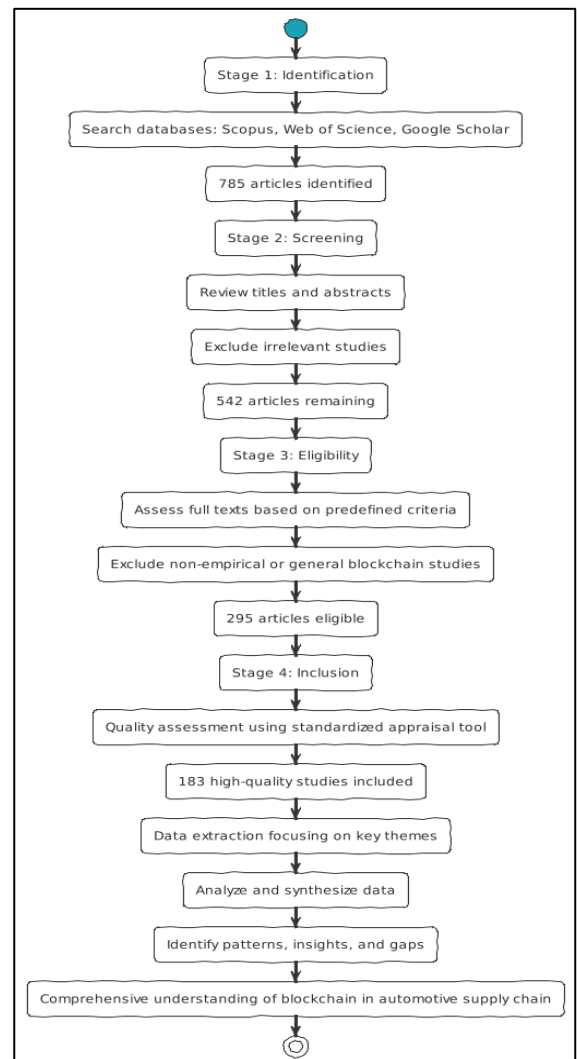 Stage 1: Identification
Search databases: Scopus, Web of Science, Google Scholar
785 articles identified
Stage 2: Screening
Review titles and abstracts
Exclude irrelevant studies
542 articles remaining
Stage 3: Eligibility
Assess full texts based on predefined criteria
Exclude non-empirical or general blockchain studies
295 articles eligible
Stage 4: Inclusion
Quality assessment using standardized appraisal tool
183 high-quality studies included
Data extraction focusing on key themes
Analyze and synthesize data
Identify patterns, insights, and gaps
Comprehensive understanding of blockchain in automotive supply chain